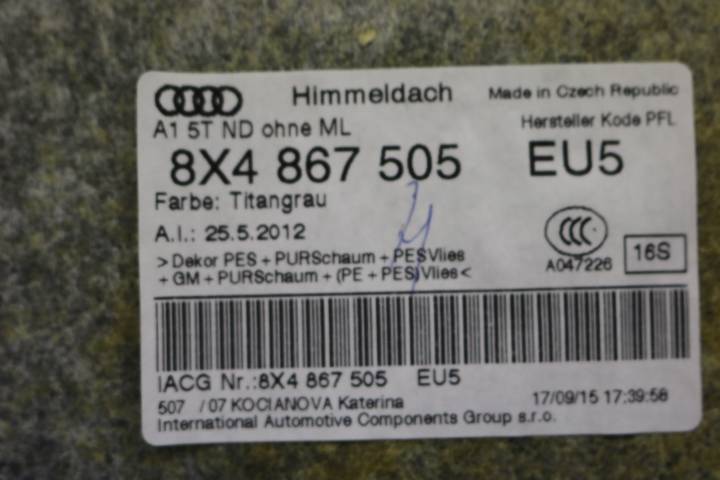 Himmeldach Made in Czech Republic
A1 5T ND ohne ML Hersteller Kode PFL
8X4 867 505 EU5
Farbe: Titangrau
A.I.: 25.5.2012
> Dekor PES + PURSchaum + PESVlies
+ GM + PURSchaum + (PE + PES)Vlies <
CCC
A047226 16S
IACG Nr.:8X4 867 505 EU5
507 / 07 KOCIANOVA Katerina 17/09/15 17:39:56
International Automotive Components Group s.r.o.